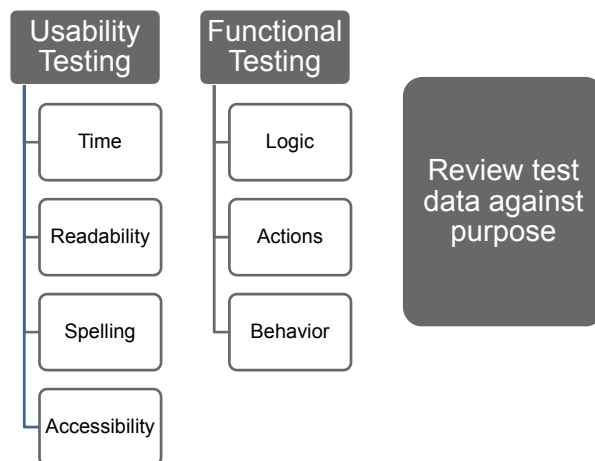 Usability
Testing
Time
Readability
Spelling
Accessibility
Functional
Testing
Logic
Actions
Behavior
Review test
data against
purpose